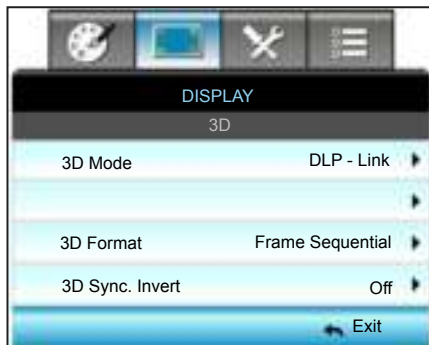 DISPLAY
3D
3D Mode DLP - Link
3D Format Frame Sequential
3D Sync. Invert Off
Exit